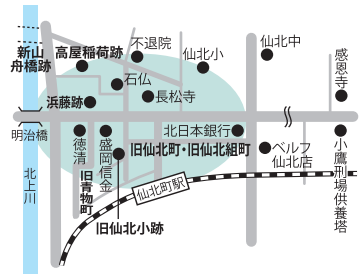 新山
舟橋跡
高屋稲荷跡
不退院
仙北小
仙北中
感恩寺
石仏
浜藤跡
長松寺
明治橋
徳清
盛岡信金
北日本銀行
旧仙北町・旧仙北組町
ベルフ
仙北店
小鷹刑場供養塔
北上川
旧青物町
仙北町駅
旧仙北小跡